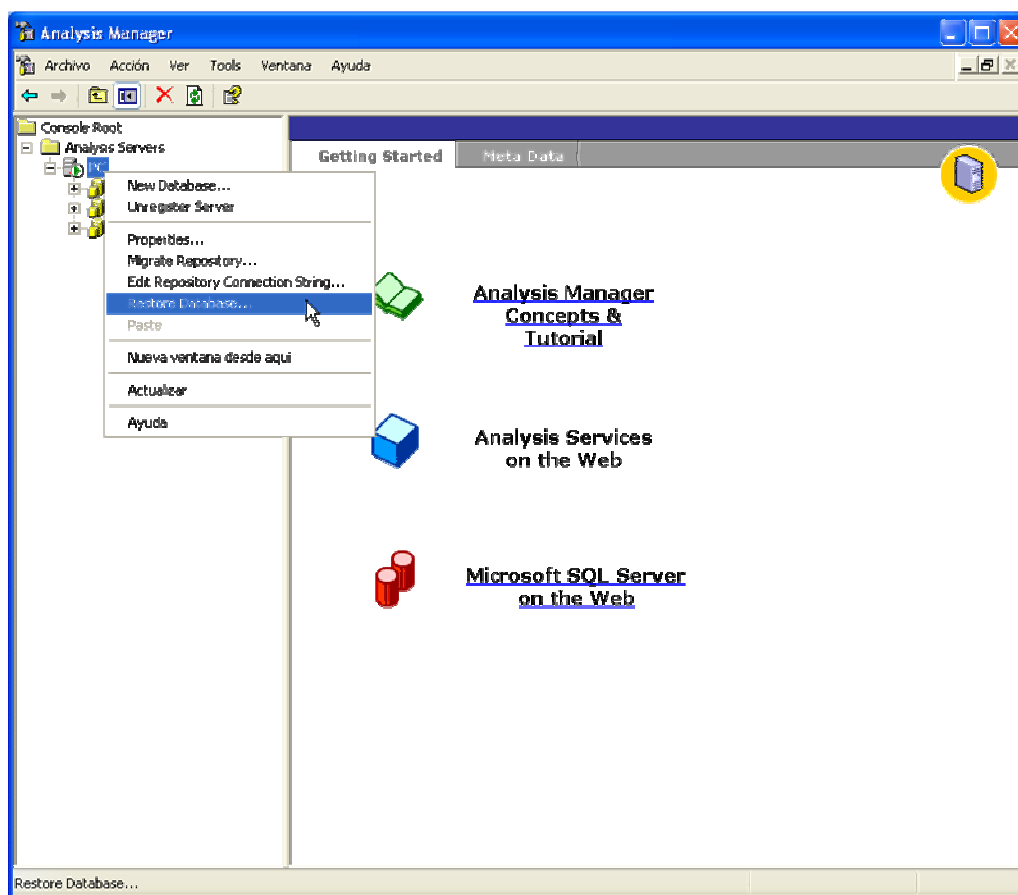 Analysis Manager
Archivo Acción Ver Tools Ventana Ayuda
Console Root
Analysis Servers
PC
New Database...
Unregister Server
Properties...
Migrate Repository...
Edit Repository Connection String...
Restore Database...
Paste
Nueva ventana desde aquí
Actualizar
Ayuda
Getting Started Meta Data
Analysis Manager
Concepts &
Tutorial
Analysis Services
on the Web
Microsoft SQL Server
on the Web
Restore Database...